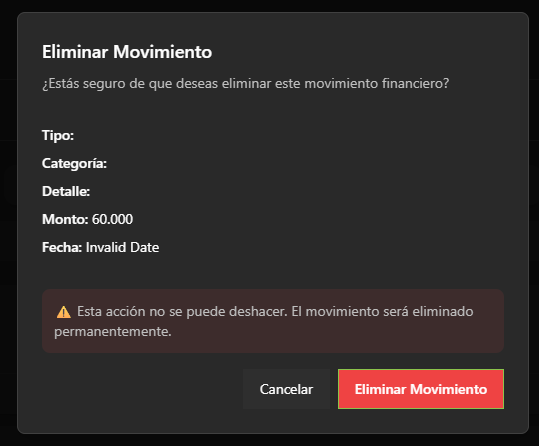 Eliminar Movimiento
¿Estás seguro de que deseas eliminar este movimiento financiero?
Tipo:
Categoría:
Detalle:
Monto: 60.000
Fecha: Invalid Date
⚠️ Esta acción no se puede deshacer. El movimiento será eliminado
permanentemente.
Cancelar
Eliminar Movimiento